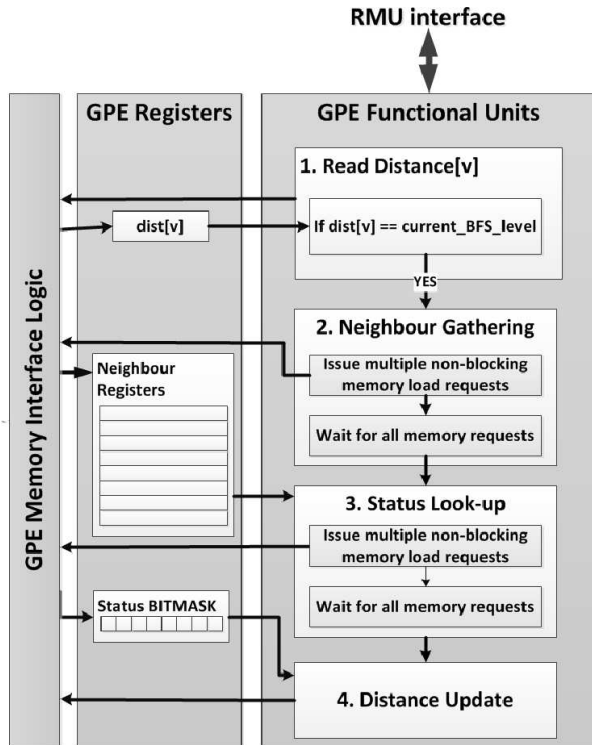 RMU interface
GPE Memory Interface Logic
GPE Registers
GPE Functional Units
1. Read Distance[v]
dist[v]
If dist[v] == current_BFS_level
YES
2. Neighbour Gathering
Neighbour
Registers
Issue multiple non-blocking
memory load requests
Wait for all memory requests
3. Status Look-up
Issue multiple non-blocking
memory load requests
Status BITMASK
Wait for all memory requests
4. Distance Update